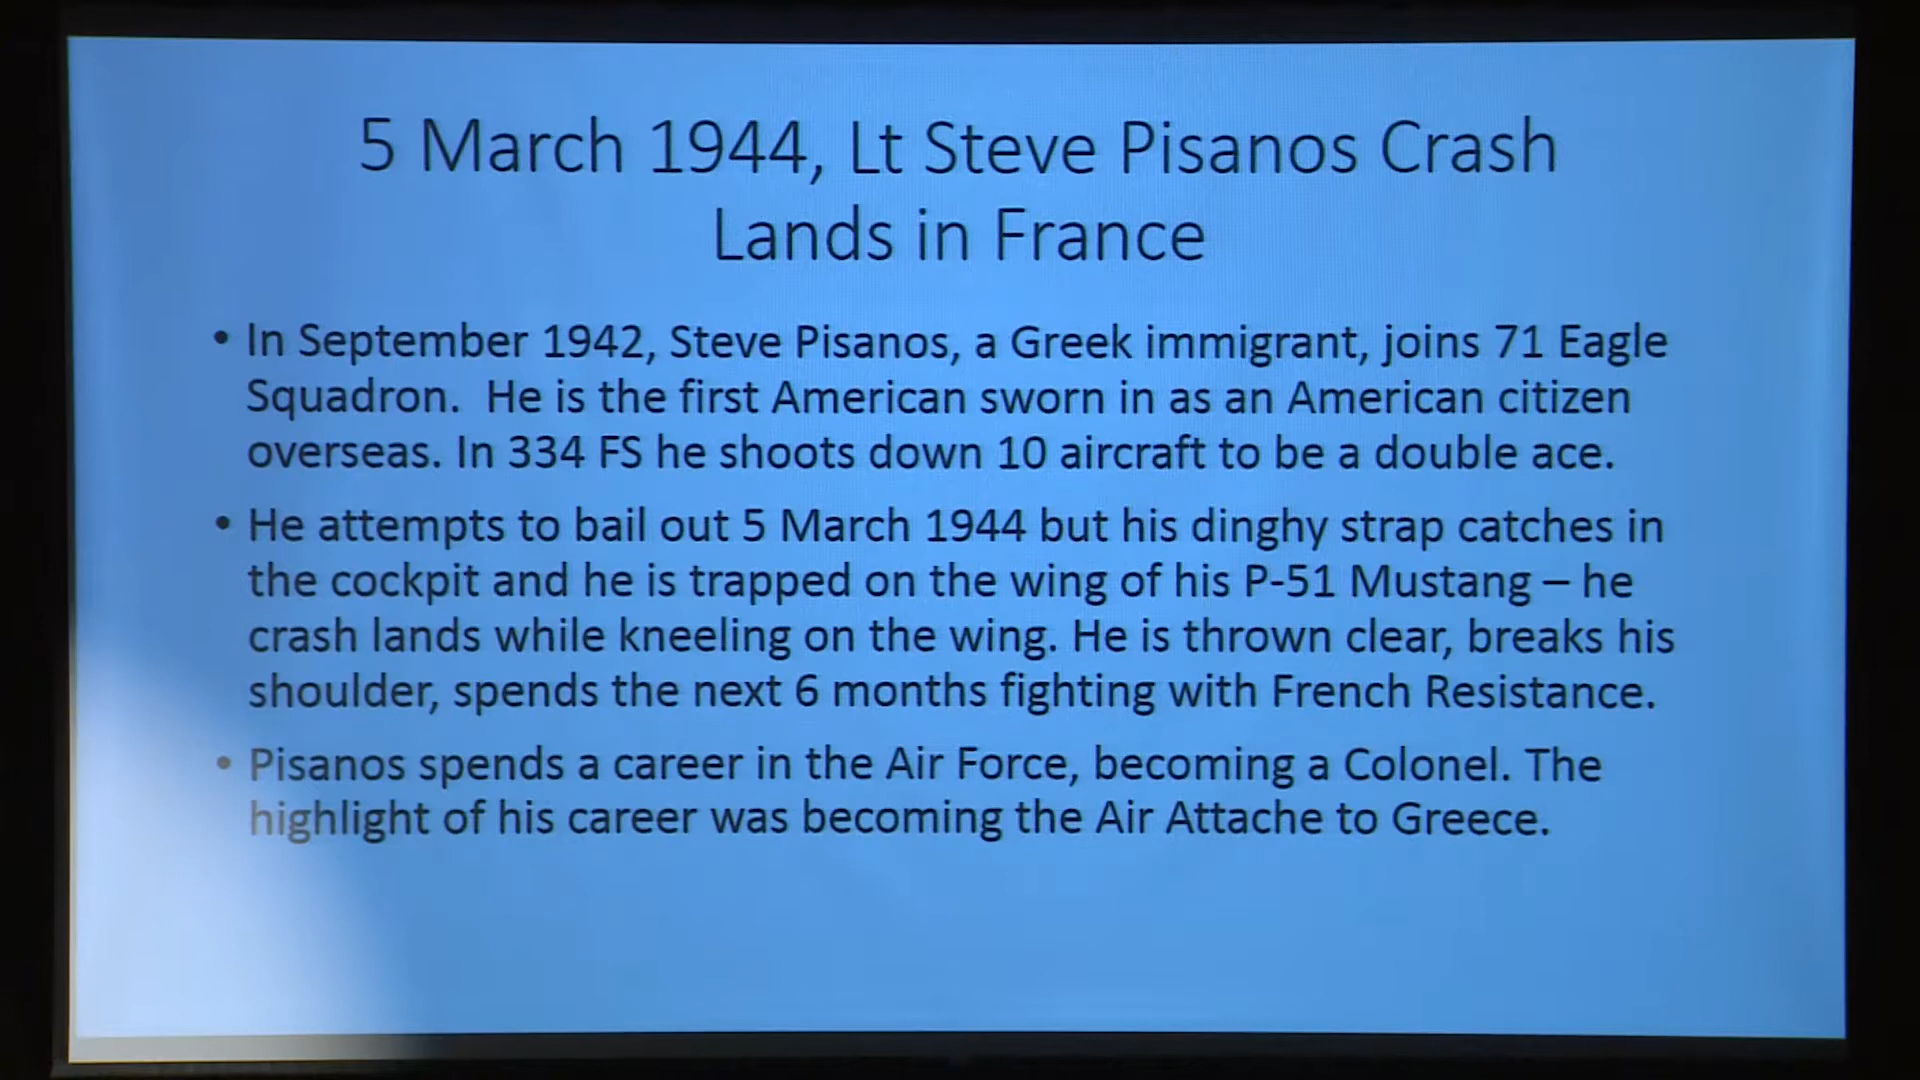 5 March 1944, Lt Steve Pisanos Crash
Lands in France
• In September 1942, Steve Pisanos, a Greek immigrant, joins 71 Eagle
Squadron.  He is the first American sworn in as an American citizen
overseas. In 334 FS he shoots down 10 aircraft to be a double ace.
• He attempts to bail out 5 March 1944 but his dinghy strap catches in
the cockpit and he is trapped on the wing of his P-51 Mustang – he
crash lands while kneeling on the wing. He is thrown clear, breaks his
shoulder, spends the next 6 months fighting with French Resistance.
• Pisanos spends a career in the Air Force, becoming a Colonel. The
highlight of his career was becoming the Air Attache to Greece.